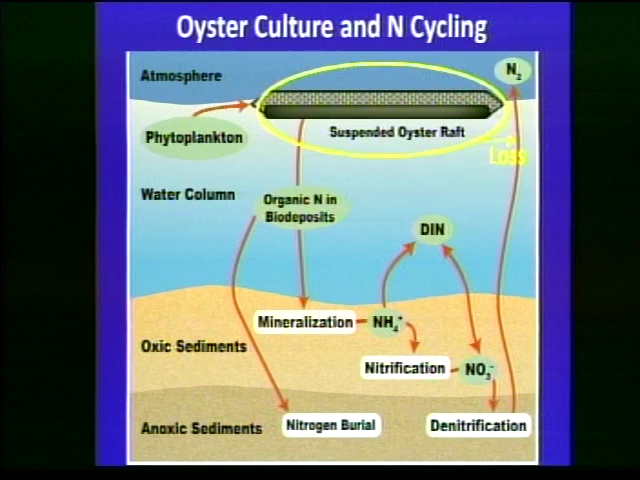 Oyster Culture and N Cycling
Atmosphere
N₂
Phytoplankton
Suspended Oyster Raft
Loss
Water Column
Organic N in
Biodeposits
DIN
Mineralization
NH₄⁺
Oxic Sediments
Nitrification
NO₃⁻
Anoxic Sediments
Nitrogen Burial
Denitrification